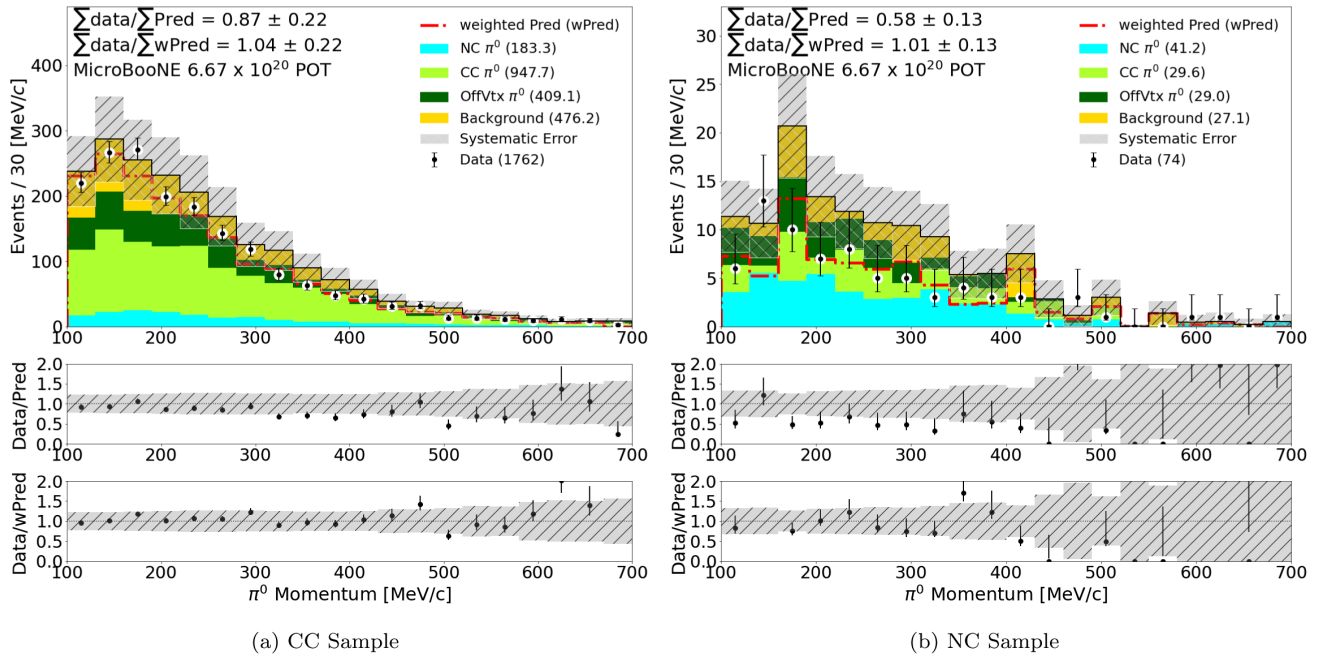 ∑data/∑Pred = 0.87 ± 0.22
∑data/∑wPred = 1.04 ± 0.22
MicroBooNE 6.67 x 10²⁰ POT
weighted Pred (wPred)
NC π⁰ (183.3)
CC π⁰ (947.7)
OffVtx π⁰ (409.1)
Background (476.2)
Systematic Error
Data (1762)
Events / 30 [MeV/c]
400
300
200
100
0
100 200 300 400 500 600 700
Data/Pred
2.0
1.5
1.0
0.5
0.0
100 200 300 400 500 600 700
Data/wPred
2.0
1.5
1.0
0.5
0.0
100 200 300 400 500 600 700
π⁰ Momentum [MeV/c]
(a) CC Sample
∑data/∑Pred = 0.58 ± 0.13
∑data/∑wPred = 1.01 ± 0.13
MicroBooNE 6.67 x 10²⁰ POT
weighted Pred (wPred)
NC π⁰ (41.2)
CC π⁰ (29.6)
OffVtx π⁰ (29.0)
Background (27.1)
Systematic Error
Data (74)
Events / 30 [MeV/c]
30
25
20
15
10
5
0
100 200 300 400 500 600 700
Data/Pred
2.0
1.5
1.0
0.5
0.0
100 200 300 400 500 600 700
Data/wPred
2.0
1.5
1.0
0.5
0.0
100 200 300 400 500 600 700
π⁰ Momentum [MeV/c]
(b) NC Sample